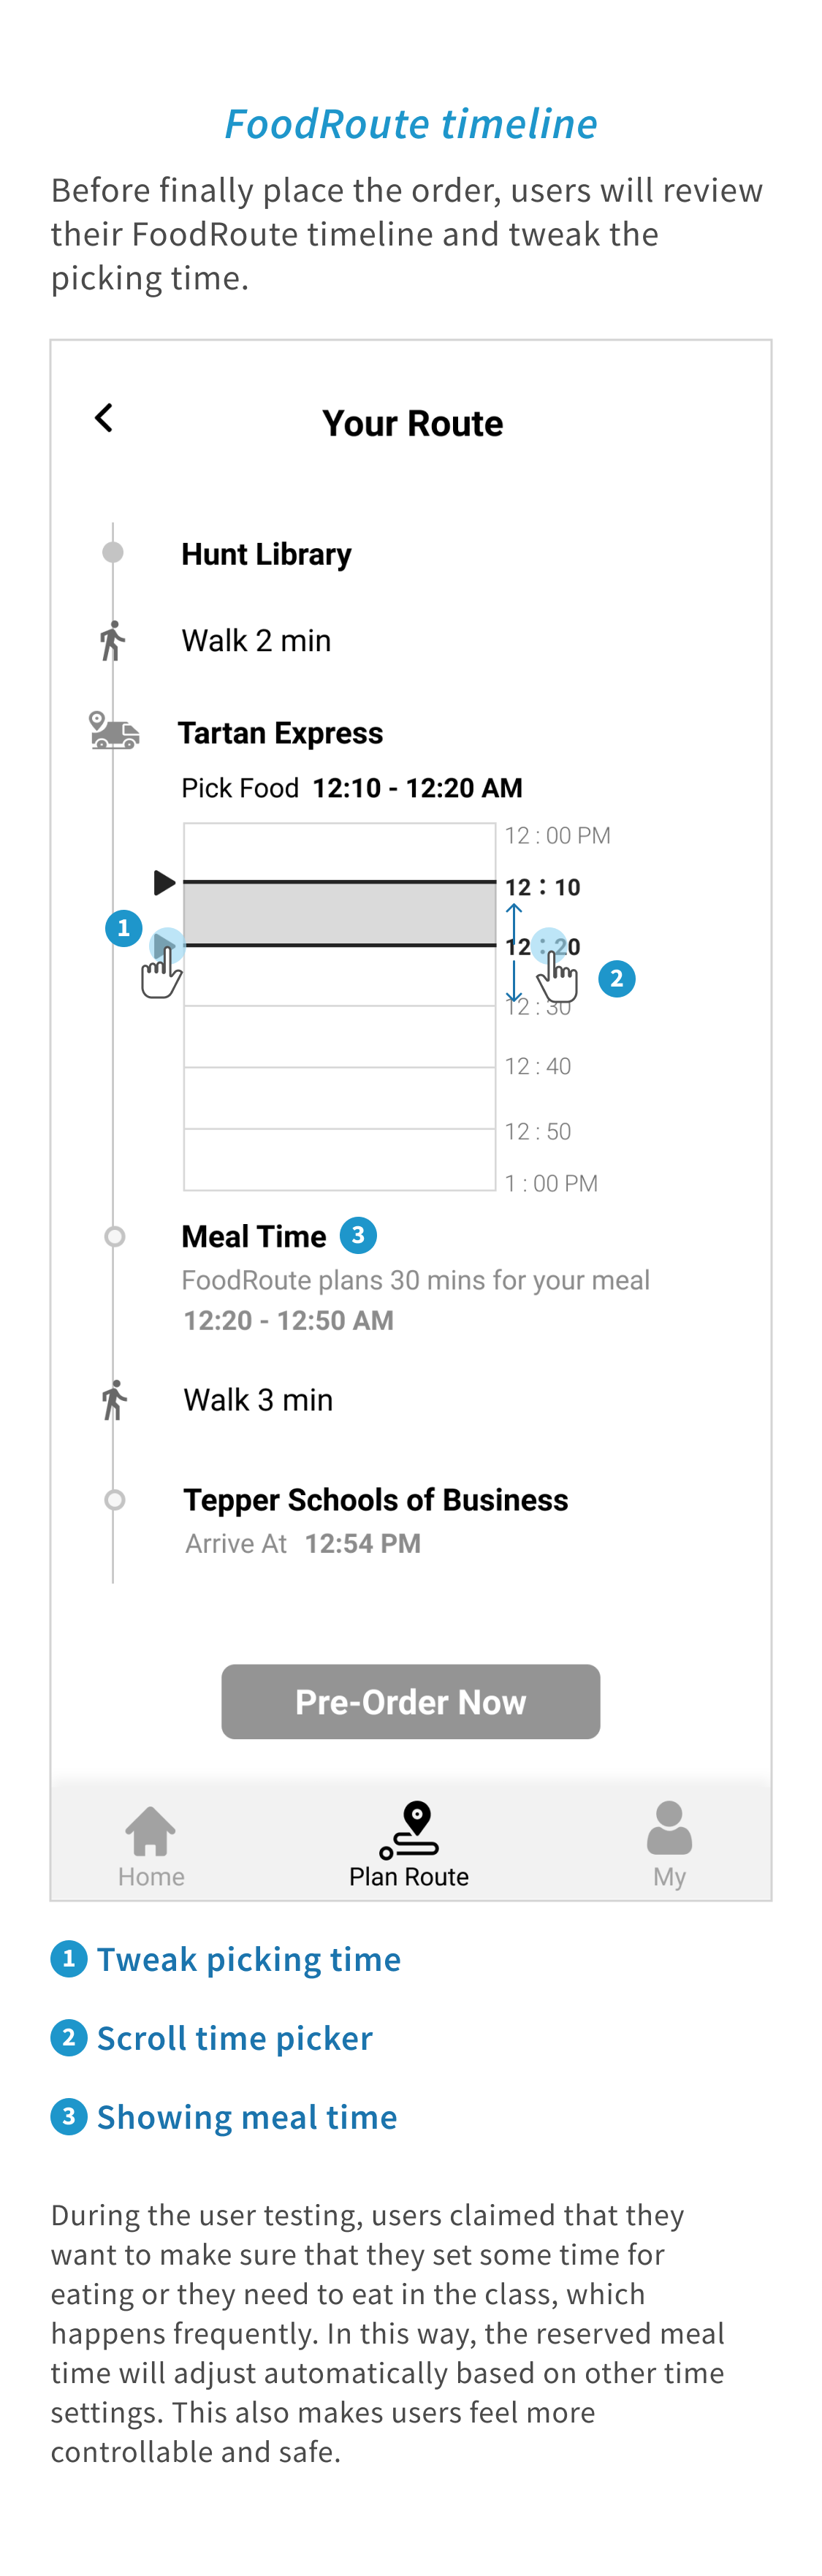 FoodRoute timeline
Before finally place the order, users will review
their FoodRoute timeline and tweak the
picking time.
Your Route
Hunt Library
Walk 2 min
Tartan Express
Pick Food 12:10 - 12:20 AM
12 : 00 PM
12 : 10
1
12 : 20
2
12 : 30
12 : 40
12 : 50
1 : 00 PM
Meal Time 3
FoodRoute plans 30 mins for your meal
12:20 - 12:50 AM
Walk 3 min
Tepper Schools of Business
Arrive At 12:54 PM
Pre-Order Now
Home
Plan Route
My
1 Tweak picking time
2 Scroll time picker
3 Showing meal time
During the user testing, users claimed that they
want to make sure that they set some time for
eating or they need to eat in the class, which
happens frequently. In this way, the reserved meal
time will adjust automatically based on other time
settings. This also makes users feel more
controllable and safe.